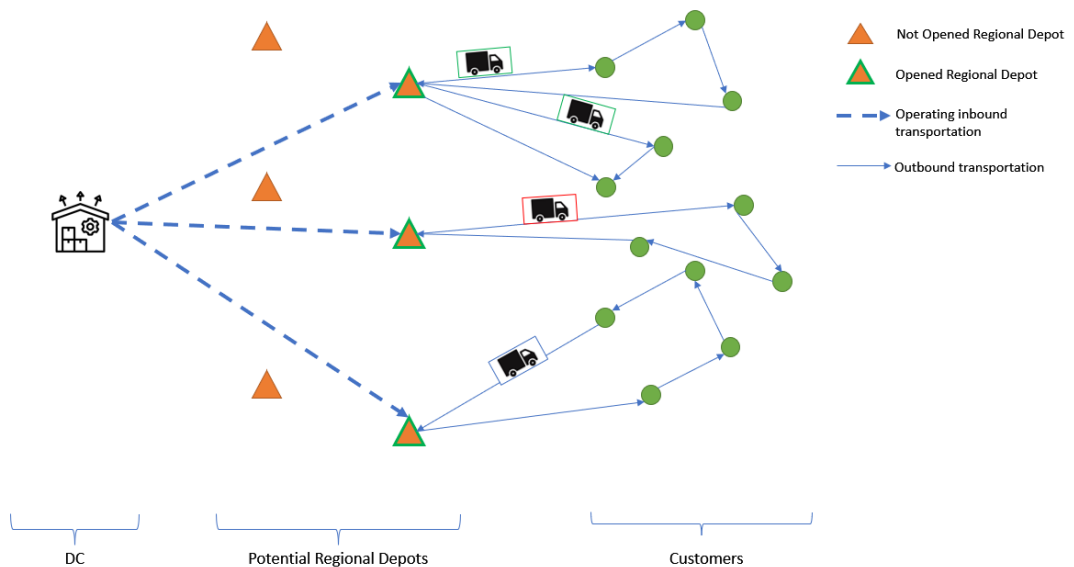 Not Opened Regional Depot
Opened Regional Depot
Operating inbound
transportation
Outbound transportation
DC
Potential Regional Depots
Customers